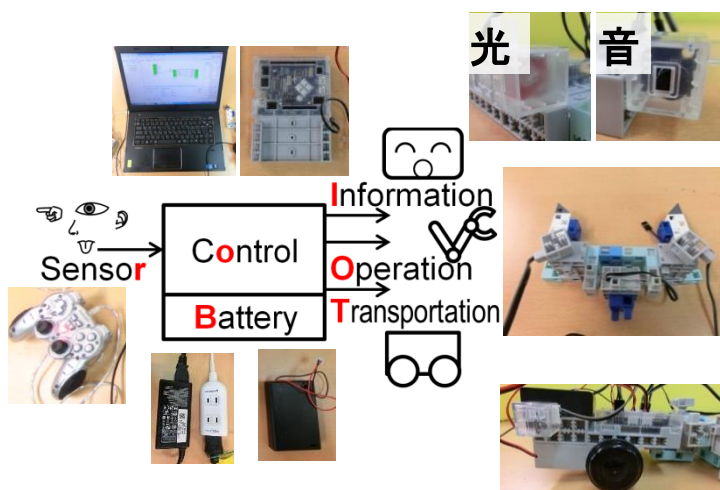 光
音
Information
Sensor
Control
Operation
Battery
Transportation